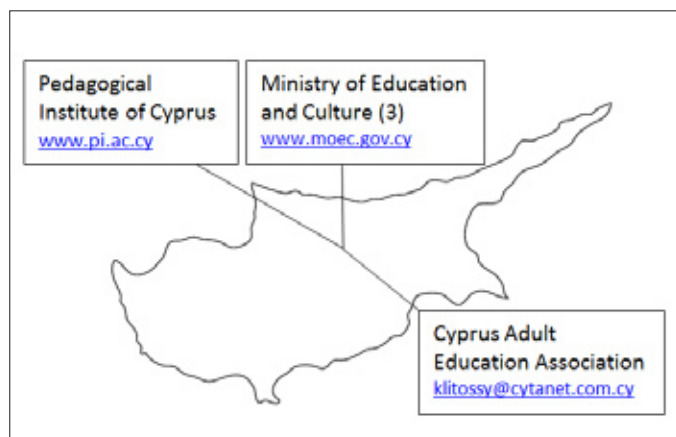 Pedagogical
Institute of Cyprus
www.pi.ac.cy
Ministry of Education
and Culture (3)
www.moec.gov.cy
Cyprus Adult
Education Association
klitossy@cytanet.com.cy